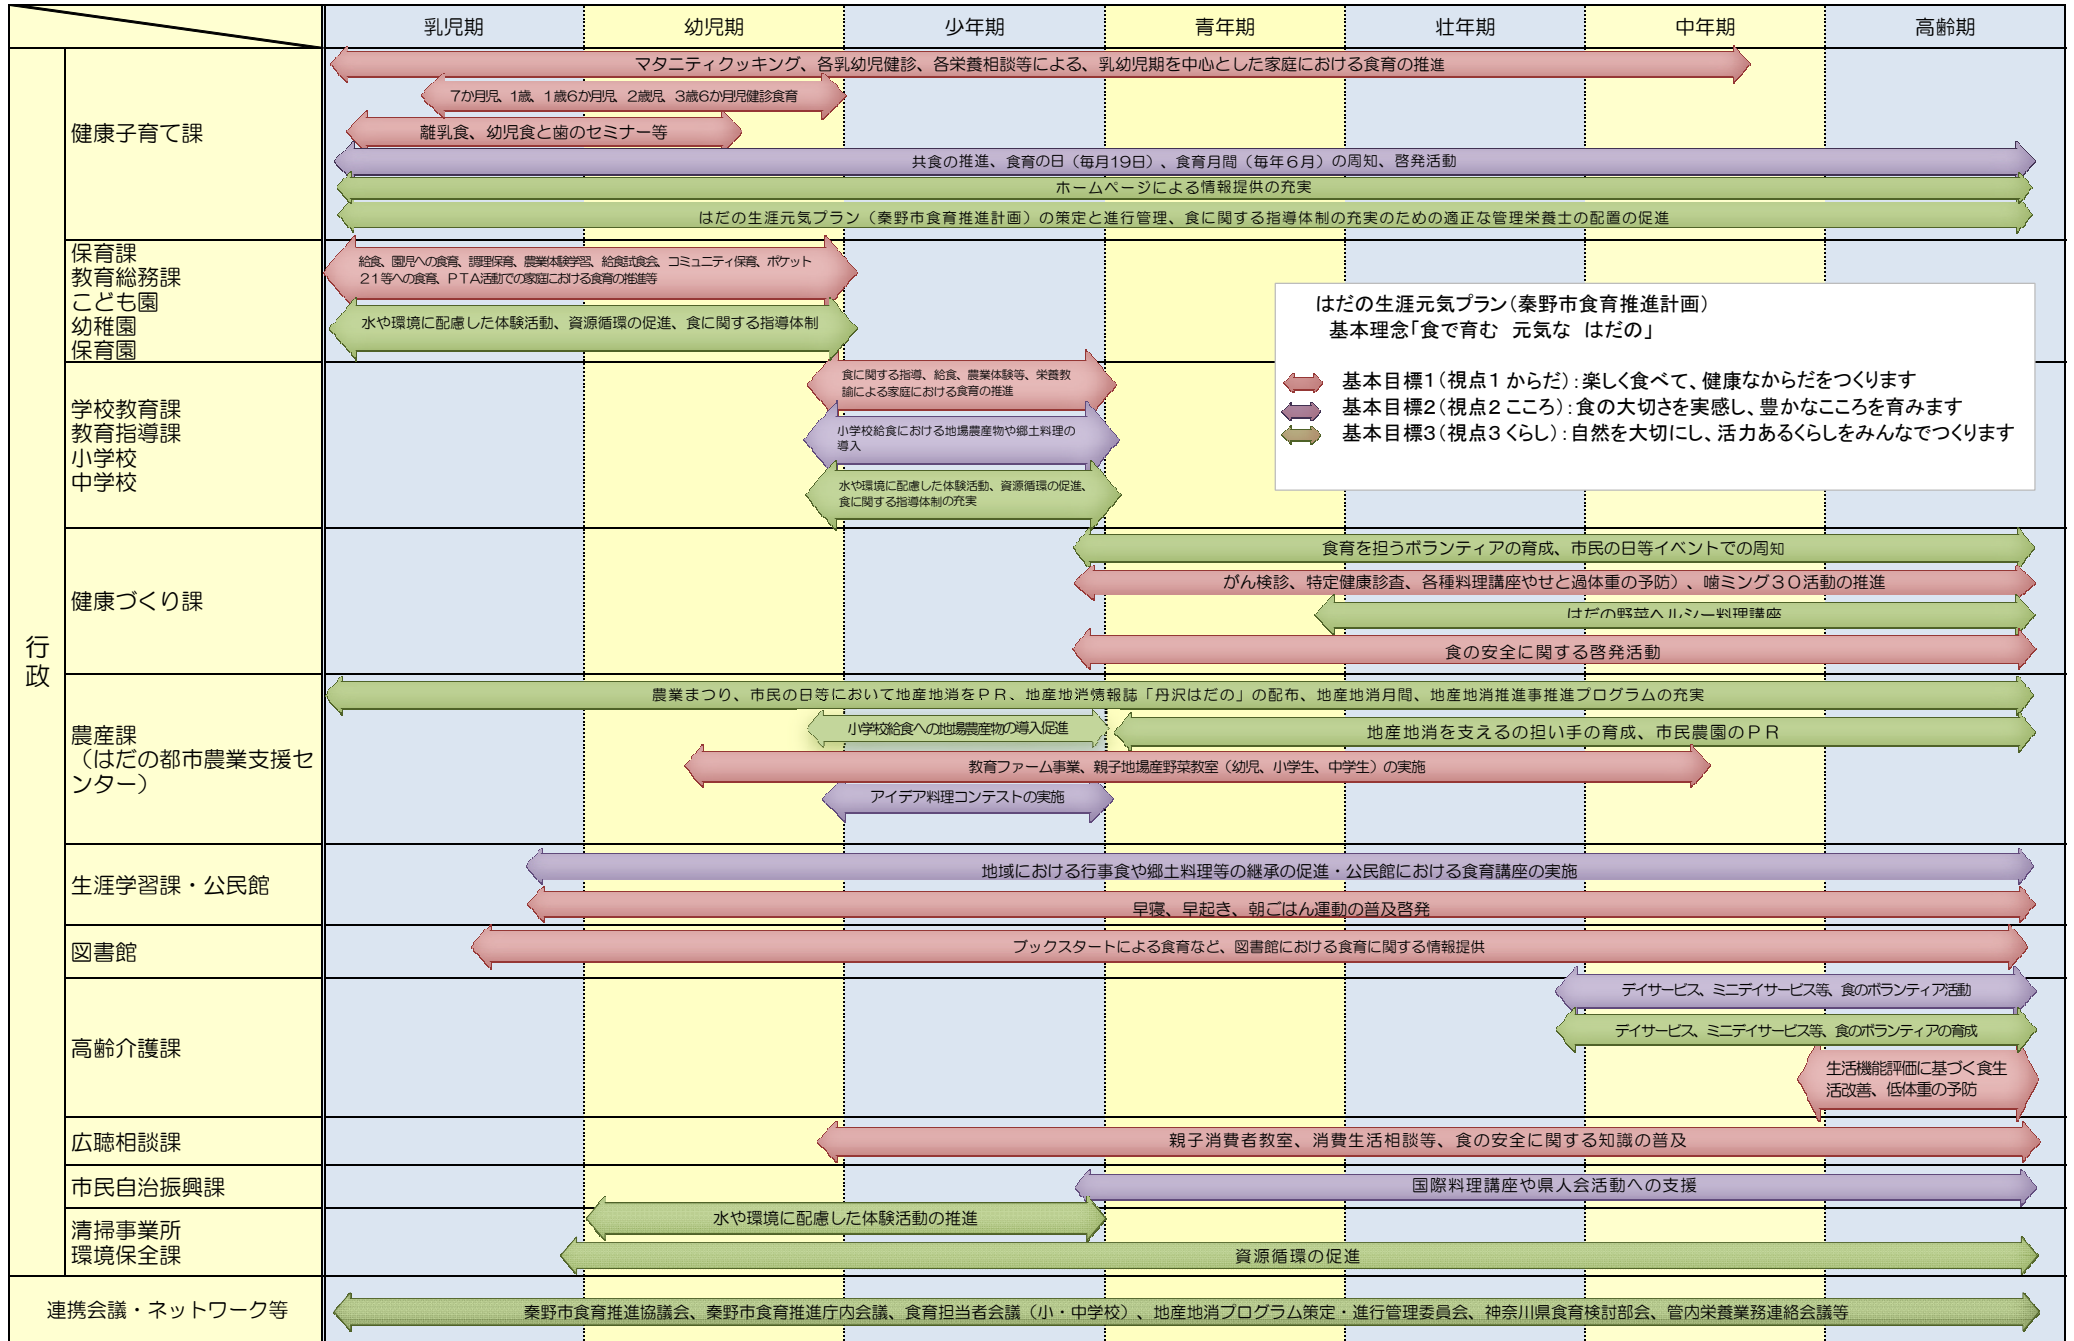 乳児期 幼児期 少年期 青年期 壮年期 中年期 高齢期
行政
健康子育て課
マタニティクッキング、各乳幼児健診、各栄養相談等による、乳幼児期を中心とした家庭における食育の推進
7か月児、1歳、1歳6か月児、2歳児、3歳6か月児健診食育
離乳食、幼児食と歯のセミナー等
共食の推進、食育の日（毎月19日）、食育月間（毎年6月）の周知、啓発活動
ホームページによる情報提供の充実
はだの生涯元気プラン（秦野市食育推進計画）の策定と進行管理、食に関する指導体制の充実のための適正な管理栄養士の配置の促進
保育課
教育総務課
こども園
幼稚園
保育園
給食、園児への食育、調理保育、農業体験学習、給食試食会、コミュニティ保育、ポケット
21等への食育、PTA活動での家庭における食育の推進等
水や環境に配慮した体験活動、資源循環の促進、食に関する指導体制
はだの生涯元気プラン(秦野市食育推進計画)
基本理念「食で育む　元気な　はだの」
基本目標1(視点1 からだ):楽しく食べて、健康なからだをつくります
基本目標2(視点2 こころ):食の大切さを実感し、豊かなこころを育みます
基本目標3(視点3 くらし):自然を大切にし、活力あるくらしをみんなでつくります
学校教育課
教育指導課
小学校
中学校
食に関する指導、給食、農業体験等、栄養教
諭による家庭における食育の推進
小学校給食における地場農産物や郷土料理の
導入
水や環境に配慮した体験活動、資源循環の促進、
食に関する指導体制の充実
健康づくり課
食育を担うボランティアの育成、市民の日等イベントでの周知
がん検診、特定健康診査、各種料理講座やせと過体重の予防）、噛ミング30活動の推進
はだの野菜ヘルシー料理講座
食の安全に関する啓発活動
農産課
（はだの都市農業支援セ
ンター）
農業まつり、市民の日等において地産地消をPR、地産地消情報誌「丹沢はだの」の配布、地産地消月間、地産地消推進事推進プログラムの充実
小学校給食への地場農産物の導入促進
地産地消を支えるの担い手の育成、市民農園のPR
教育ファーム事業、親子地場産野菜教室（幼児、小学生、中学生）の実施
アイデア料理コンテストの実施
生涯学習課・公民館
地域における行事食や郷土料理等の継承の促進・公民館における食育講座の実施
早寝、早起き、朝ごはん運動の普及啓発
図書館
ブックスタートによる食育など、図書館における食育に関する情報提供
高齢介護課
デイサービス、ミニデイサービス等、食のボランティア活動
デイサービス、ミニデイサービス等、食のボランティアの育成
生活機能評価に基づく食生
活改善、低体重の予防
広聴相談課
親子消費者教室、消費生活相談等、食の安全に関する知識の普及
市民自治振興課
国際料理講座や県人会活動への支援
清掃事業所
環境保全課
水や環境に配慮した体験活動の推進
資源循環の促進
連携会議・ネットワーク等
秦野市食育推進協議会、秦野市食育推進庁内会議、食育担当者会議（小・中学校）、地産地消プログラム策定・進行管理委員会、神奈川県食育検討部会、管内栄養業務連絡会議等